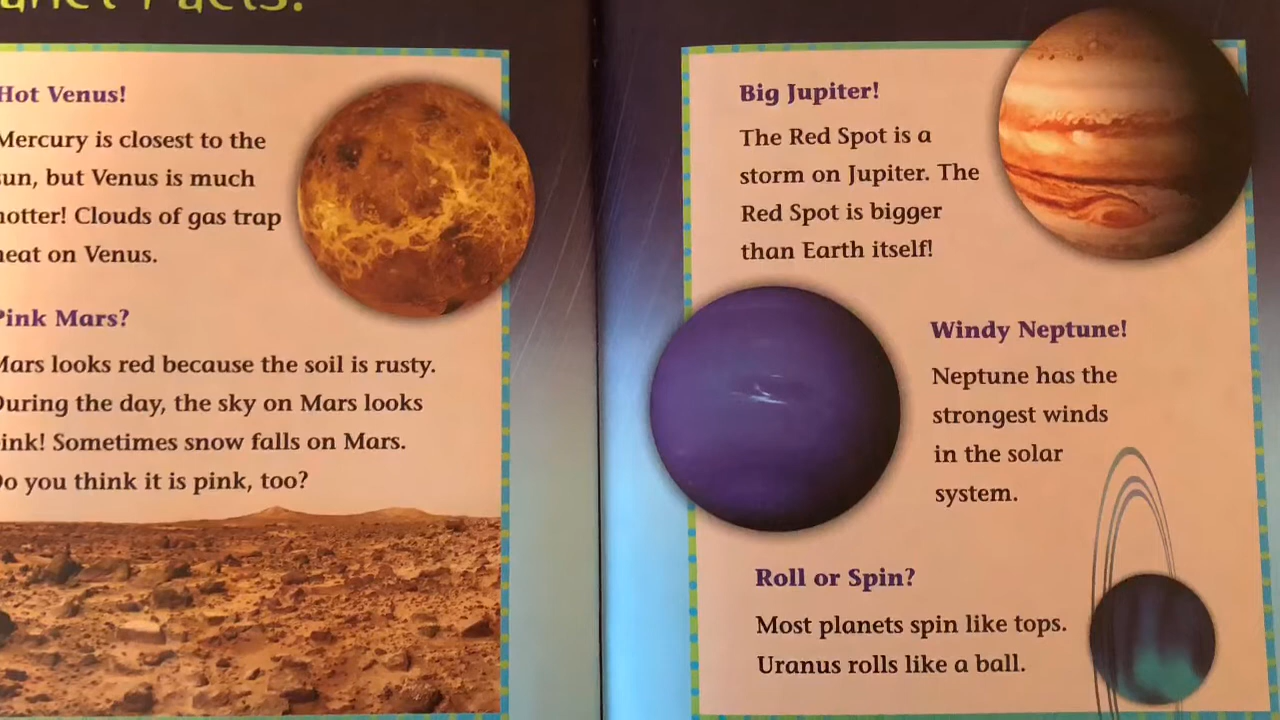 Facts
Hot Venus!
Mercury is closest to the
sun, but Venus is much
hotter! Clouds of gas trap
heat on Venus.
Pink Mars?
Mars looks red because the soil is rusty.
During the day, the sky on Mars looks
pink! Sometimes snow falls on Mars.
Do you think it is pink, too?
Big Jupiter!
The Red Spot is a
storm on Jupiter. The
Red Spot is bigger
than Earth itself!
Windy Neptune!
Neptune has the
strongest winds
in the solar
system.
Roll or Spin?
Most planets spin like tops.
Uranus rolls like a ball.